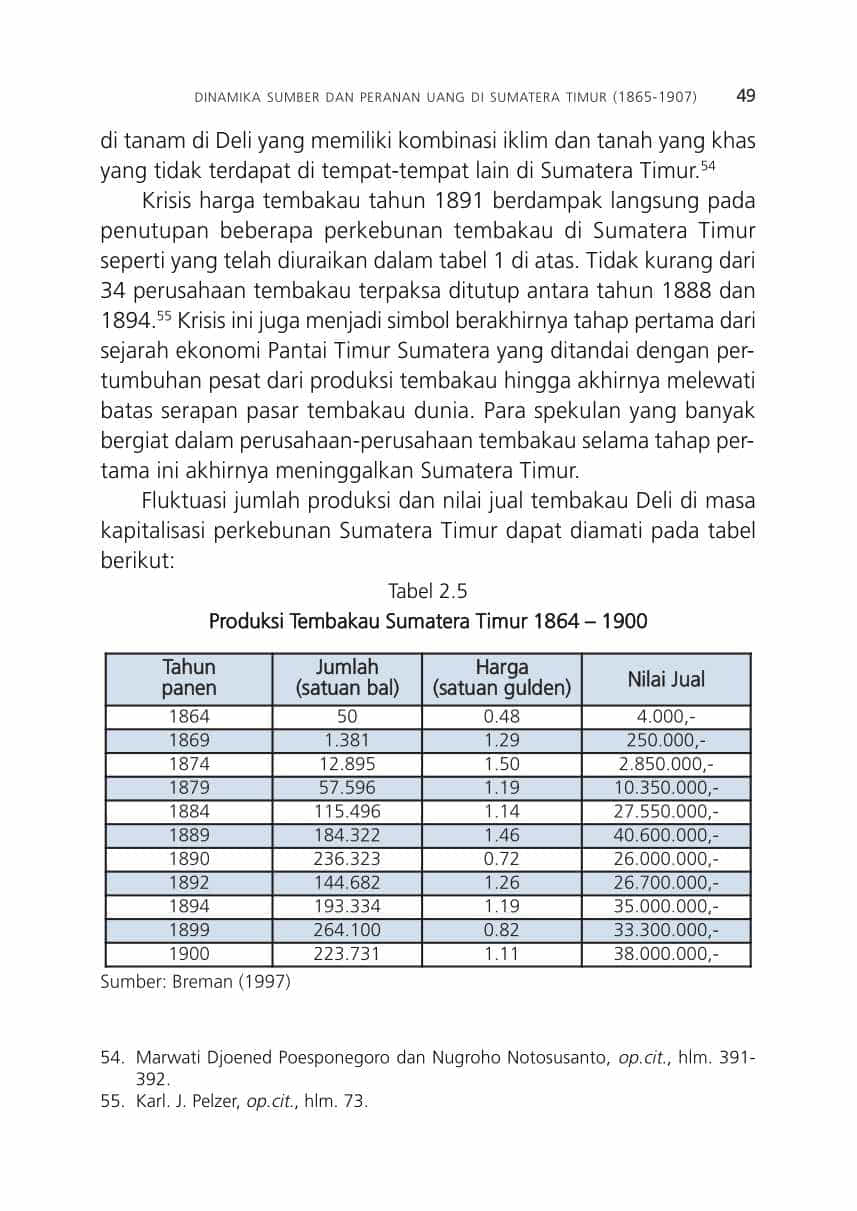 DINAMIKA SUMBER DAN PERANAN UANG DI SUMATERA TIMUR (1865-1907) 49
di tanam di Deli yang memiliki kombinasi iklim dan tanah yang khas
yang tidak terdapat di tempat-tempat lain di Sumatera Timur.54
Krisis harga tembakau tahun 1891 berdampak langsung pada
penutupan beberapa perkebunan tembakau di Sumatera Timur
seperti yang telah diuraikan dalam tabel 1 di atas. Tidak kurang dari
34 perusahaan tembakau terpaksa ditutup antara tahun 1888 dan
1894.55 Krisis ini juga menjadi simbol berakhirnya tahap pertama dari
sejarah ekonomi Pantai Timur Sumatera yang ditandai dengan per-
tumbuhan pesat dari produksi tembakau hingga akhirnya melewati
batas serapan pasar tembakau dunia. Para spekulan yang banyak
bergiat dalam perusahaan-perusahaan tembakau selama tahap per-
tama ini akhirnya meninggalkan Sumatera Timur.
Fluktuasi jumlah produksi dan nilai jual tembakau Deli di masa
kapitalisasi perkebunan Sumatera Timur dapat diamati pada tabel
berikut:
Tabel 2.5
Produksi Tembakau Sumatera Timur 1864 – 1900
Tahun panen Jumlah (satuan bal) Harga (satuan gulden) Nilai Jual
1864 50 0.48 4.000,-
1869 1.381 1.29 250.000,-
1874 12.895 1.50 2.850.000,-
1879 57.596 1.19 10.350.000,-
1884 115.496 1.14 27.550.000,-
1889 184.322 1.46 40.600.000,-
1890 236.323 0.72 26.000.000,-
1892 144.682 1.26 26.700.000,-
1894 193.334 1.19 35.000.000,-
1899 264.100 0.82 33.300.000,-
1900 223.731 1.11 38.000.000,-
Sumber: Breman (1997)
54. Marwati Djoened Poesponegoro dan Nugroho Notosusanto, op.cit., hlm. 391-
392.
55. Karl. J. Pelzer, op.cit., hlm. 73.